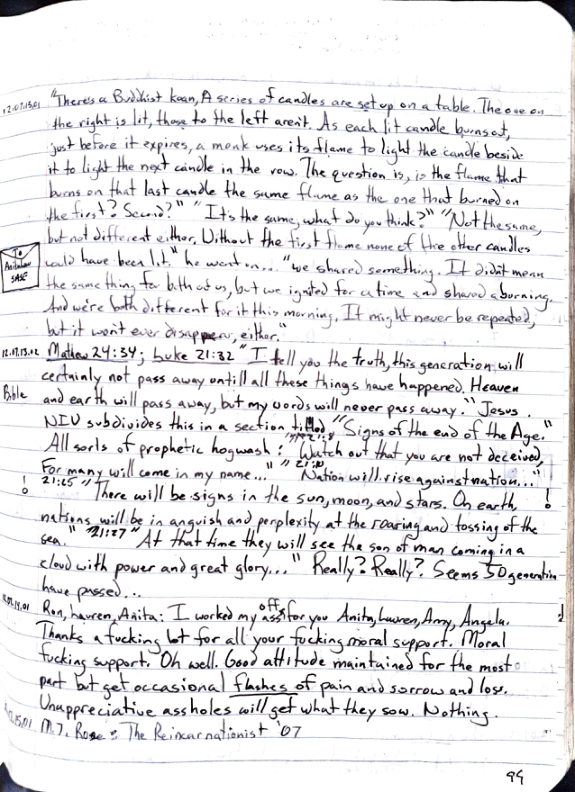 12.07.13.01 "There's a Buddhist koan, A series of candles are set up on a table. The one on
the right is lit, those to the left aren't. As each lit candle burns out,
just before it expires, a monk uses its flame to light the candle beside
it to light the next candle in the row. The question is, is the flame that
burns on that last candle the same flame as the one that burned on
the first? Second?" "It's the same, what do you think?" "Not the same,
but not different either. Without the first flame none of the other candles
would have been lit." he went on... "we shared something. It didn't mean
To
SASE
the same thing for both of us, but we ignited for a time and shared a burning.
And we're both different for it this morning. It might never be repeated,
but it won't ever disappear, either."
12.07.13.02 Mathew 24:34; Luke 21:32 "I tell you the truth, this generation will
certainly not pass away untill all these things have happened. Heaven
Bible and earth will pass away, but my words will never pass away." Jesus.
NIV subdivides this in a section titled "Signs of the end of the Age."
All sorts of prophetic hogwash: "21:8 Watch out that you are not deceived,
For many will come in my name..." "21:10 Nation will rise against nation..."
! 21:25 "There will be signs in the sun, moon, and stars. On earth, !
nations will be in anguish and perplexity at the roaring and tossing of the
sea." "21:27 "At that time they will see the son of man coming in a
cloud with power and great glory..." Really? Really? Seems 50 generation
have passed...
Ron, Lauren, Anita: I worked my ass off for you Anita, Lauren, Amy, Angela.
Thanks a fucking lot for all your fucking moral support. Moral
fucking support. Oh well. Good attitude maintained for the most
part but get occasional flashes of pain and sorrow and loss.
Unappreciative assholes will get what they sow. Nothing.
M.J. Rose: The Reincarnationist '07
99